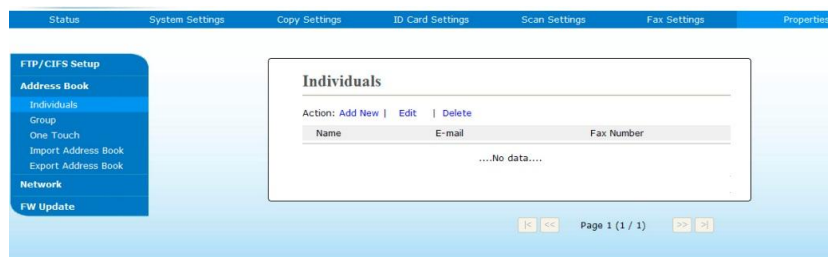 Status System Settings Copy Settings ID Card Settings Scan Settings Fax Settings Properties
FTP/CIFS Setup
Address Book
Individuals
Group
One Touch
Import Address Book
Export Address Book
Network
FW Update
Individuals
Action: Add New | Edit | Delete
Name E-mail Fax Number
....No data....
|< << Page 1 (1 / 1) >> >|